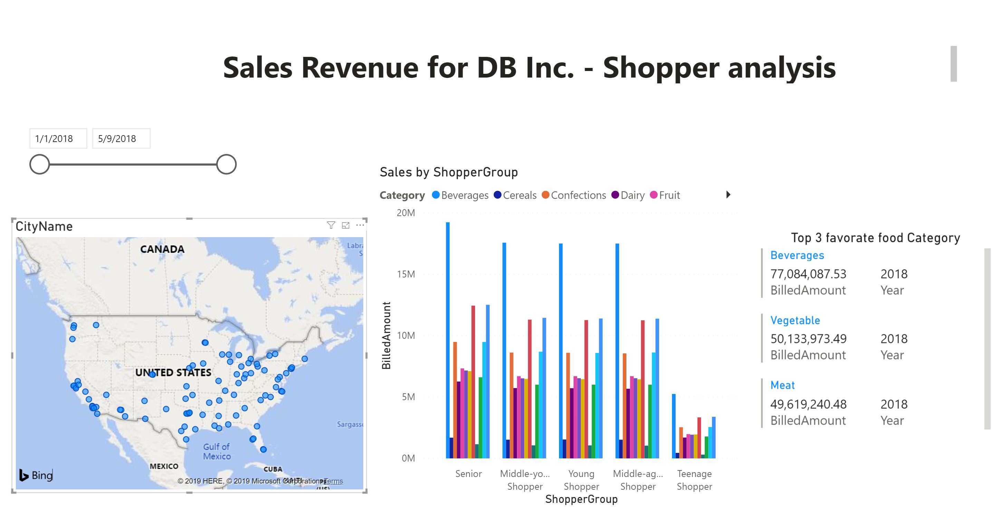 Sales Revenue for DB Inc. - Shopper analysis
1/1/2018 5/9/2018
CityName
CANADA
UNITED STATES
Gulf of
Mexico
MEXICO
CUBA
Bing
© 2019 HERE, © 2019 Microsoft Corporation Terms
(US)
Sales by ShopperGroup
Category Beverages Cereals Confections Dairy Fruit
20M
15M
10M
5M
0M
BilledAmount
Senior
Middle-yo...
Shopper
Young
Shopper
Middle-ag...
Shopper
Teenage
Shopper
ShopperGroup
Top 3 favorate food Category
Beverages
77,084,087.53 2018
BilledAmount Year
Vegetable
50,133,973.49 2018
BilledAmount Year
Meat
49,619,240.48 2018
BilledAmount Year